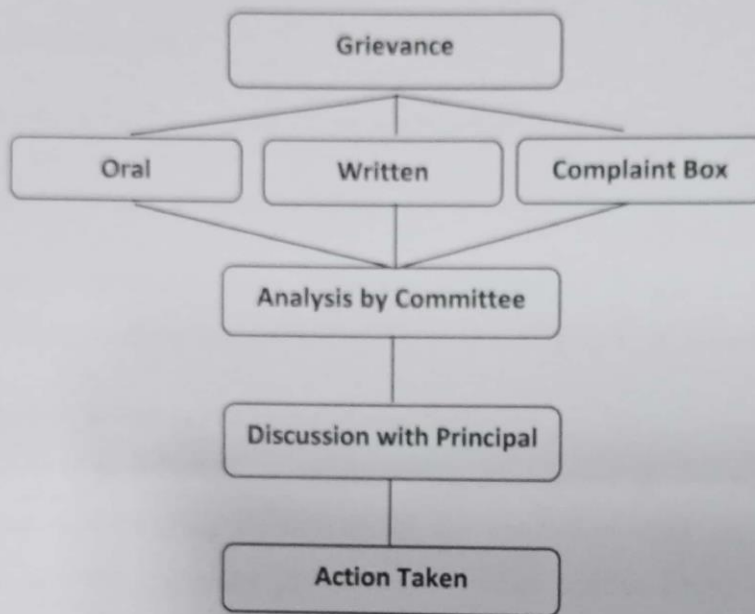 Grievance
Oral
Written
Complaint Box
Analysis by Committee
Discussion with Principal
Action Taken